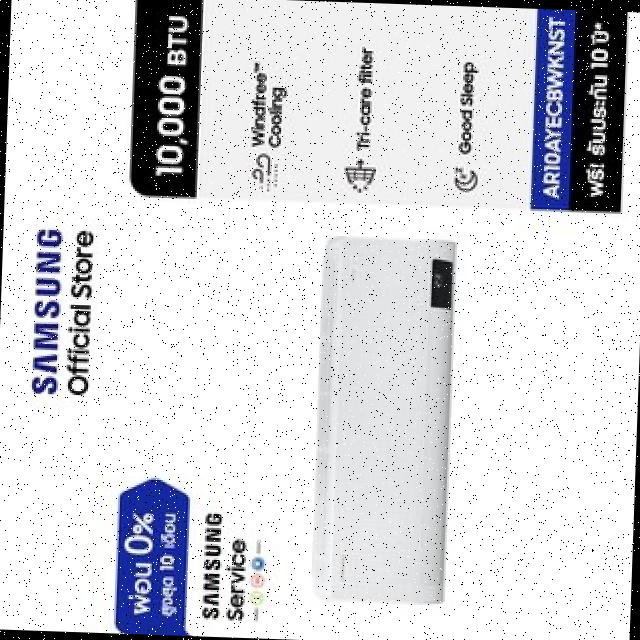 SAMSUNG
Official Store
10,000 BTU
Windfree™
Cooling
Tri-care filter
Good Sleep
AR10AYECBWKNST
ฟรี! รับประกัน 10 ปี*
ผ่อน 0%
สูงสุด 10 เดือน
SAMSUNG
Service